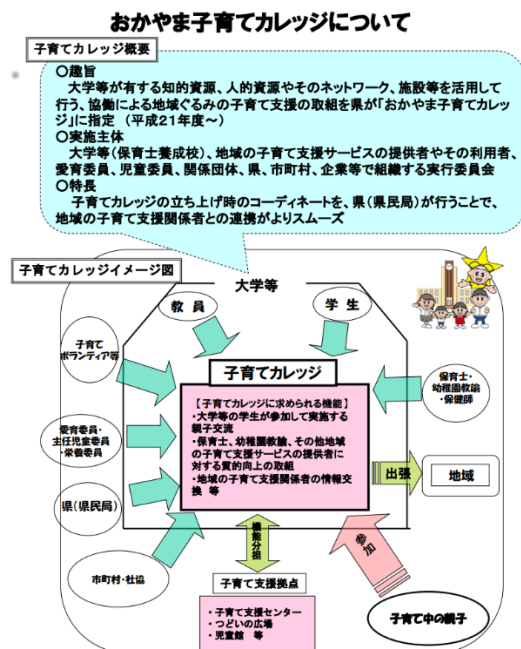 おかやま子育てカレッジについて
子育てカレッジ概要
○趣旨
大学等が有する知的資源、人的資源やそのネットワーク、施設等を活用して
行う、協働による地域ぐるみの子育て支援の取組を県が「おかやま子育てカレッ
ジ」に指定 (平成21年度～)
○実施主体
大学等(保育士養成校)、地域の子育て支援サービスの提供者やその利用者、
愛育委員、児童委員、関係団体、県、市町村、企業等で組織する実行委員会
○特長
子育てカレッジの立ち上げ時のコーディネートを、県(県民局)が行うことで、
地域の子育て支援関係者との連携がよりスムーズ
子育てカレッジイメージ図
大学等
教員
学生
子育て
ボランティア等
保育士・
幼稚園教諭
・保健師
子育てカレッジ
【子育てカレッジに求められる機能】
・大学等の学生が参加して実施する
親子交流
・保育士、幼稚園教諭、その他地域
の子育て支援サービスの提供者に
対する質的向上の取組
・地域の子育て支援関係者の情報交
換 等
愛育委員・
主任児童委員
・栄養委員
出張
地域
県(県民局)
市町村・社協
機能分担
参加
子育て支援拠点
・子育て支援センター
・つどいの広場
・児童館 等
子育て中の親子